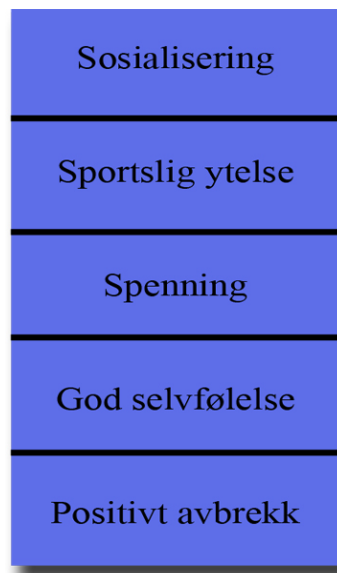 Sosialisering
Sportslig ytelse
Spenning
God selvfølelse
Positivt avbrekk